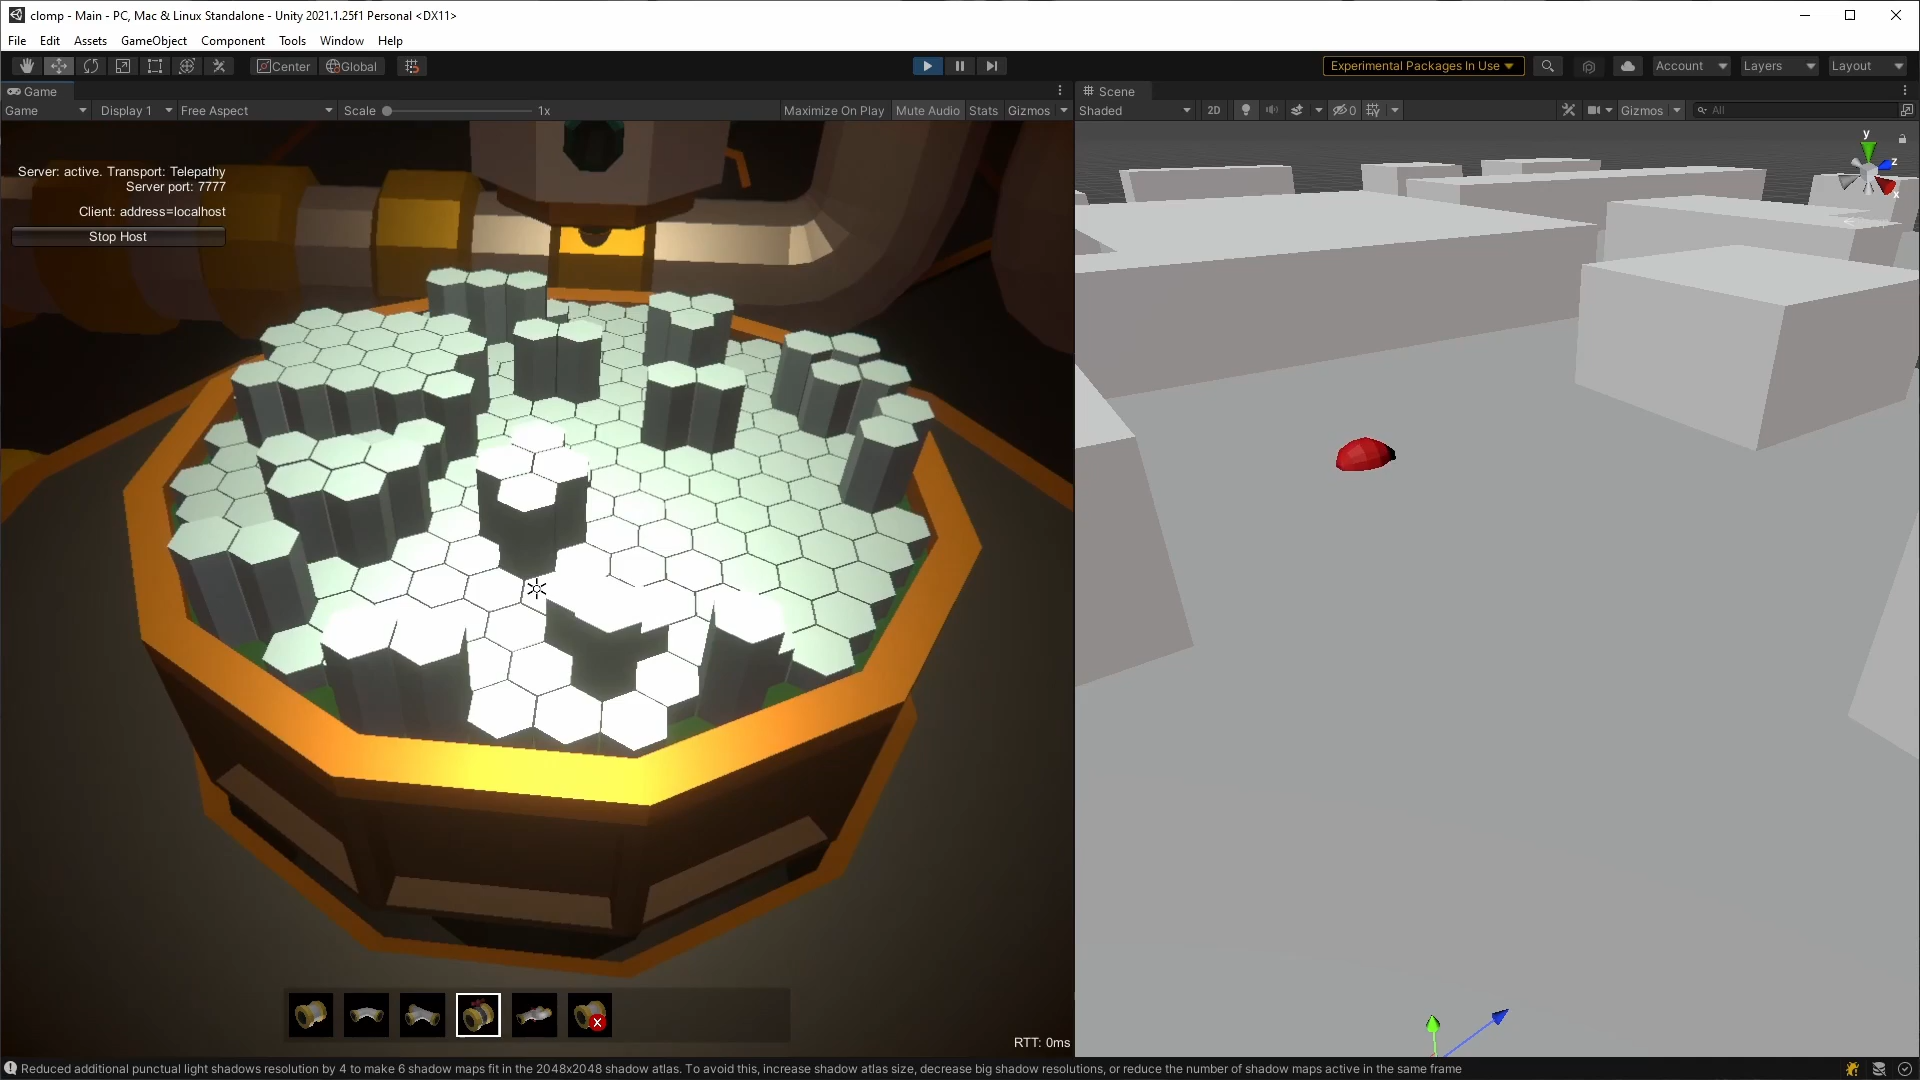 clomp - Main - PC, Mac & Linux Standalone - Unity 2021.1.25f1 Personal <DX11>
File Edit Assets GameObject Component Tools Window Help
Center Global Experimental Packages In Use Account Layers Layout
Game Scene
Game Display 1 Free Aspect Scale 1x Maximize On Play Mute Audio Stats Gizmos Shaded 2D 0 Gizmos All
y
z
x
Server: active. Transport: Telepathy
Server port: 7777
Client: address=localhost
Stop Host
RTT: 0ms
Reduced additional punctual light shadows resolution by 4 to make 6 shadow maps fit in the 2048x2048 shadow atlas. To avoid this, increase shadow atlas size, decrease big shadow resolutions, or reduce the number of shadow maps active in the same frame